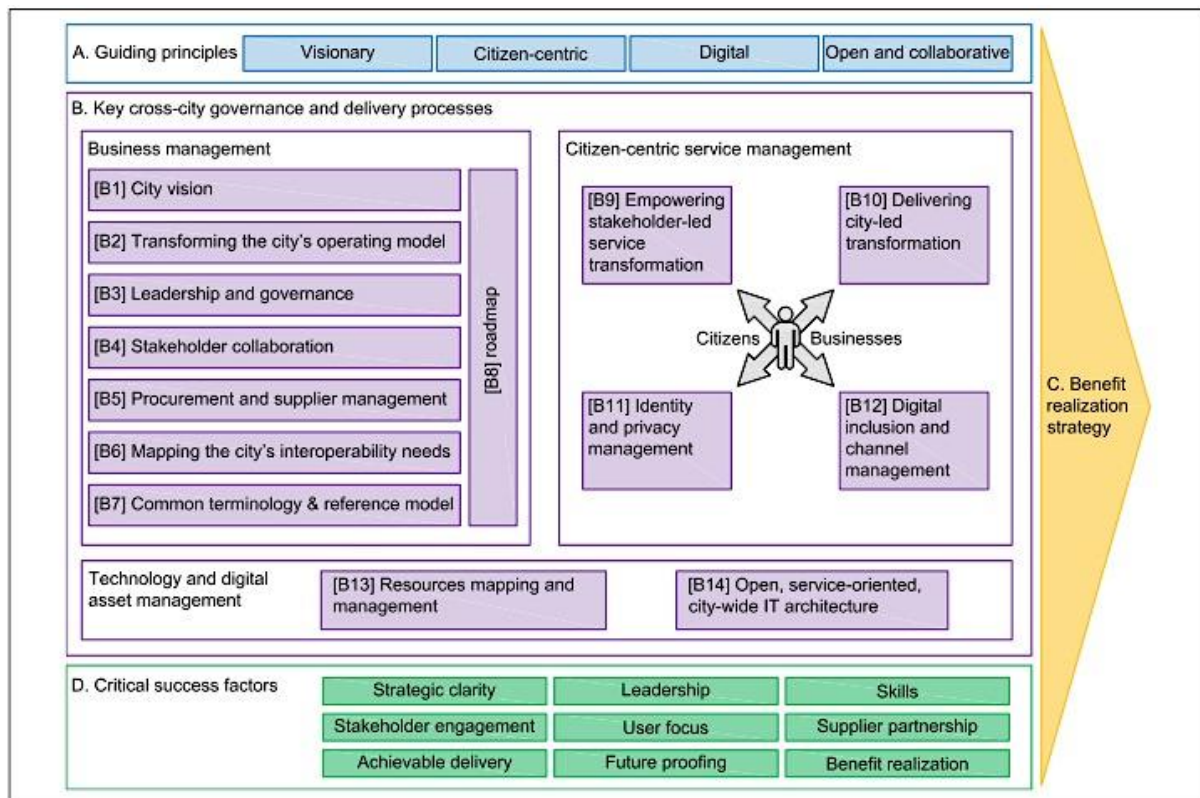 A. Guiding principles
Visionary
Citizen-centric
Digital
Open and collaborative
B. Key cross-city governance and delivery processes
Business management
[B1] City vision
[B2] Transforming the city's operating model
[B3] Leadership and governance
[B4] Stakeholder collaboration
[B5] Procurement and supplier management
[B6] Mapping the city's interoperability needs
[B7] Common terminology & reference model
[B8] roadmap
Citizen-centric service management
[B9] Empowering
stakeholder-led
service
transformation
[B10] Delivering
city-led
transformation
Citizens
Businesses
[B11] Identity
and privacy
management
[B12] Digital
inclusion and
channel
management
Technology and digital
asset management
[B13] Resources mapping and
management
[B14] Open, service-oriented,
city-wide IT architecture
C. Benefit
realization
strategy
D. Critical success factors
Strategic clarity
Leadership
Skills
Stakeholder engagement
User focus
Supplier partnership
Achievable delivery
Future proofing
Benefit realization